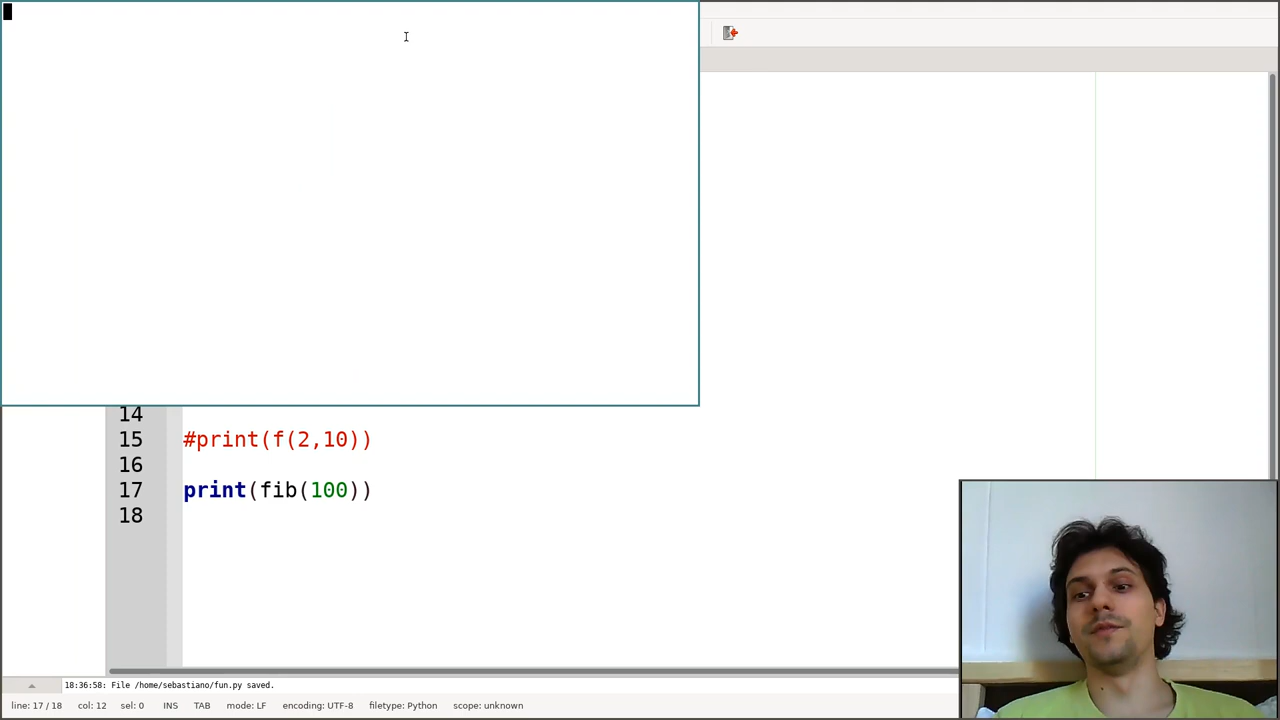 14
15 #print(f(2,10))
16
17 print(fib(100))
18
18:36:58: File /home/sebastiano/fun.py saved.
line: 17 / 18 col: 12 sel: 0 INS TAB mode: LF encoding: UTF-8 filetype: Python scope: unknown